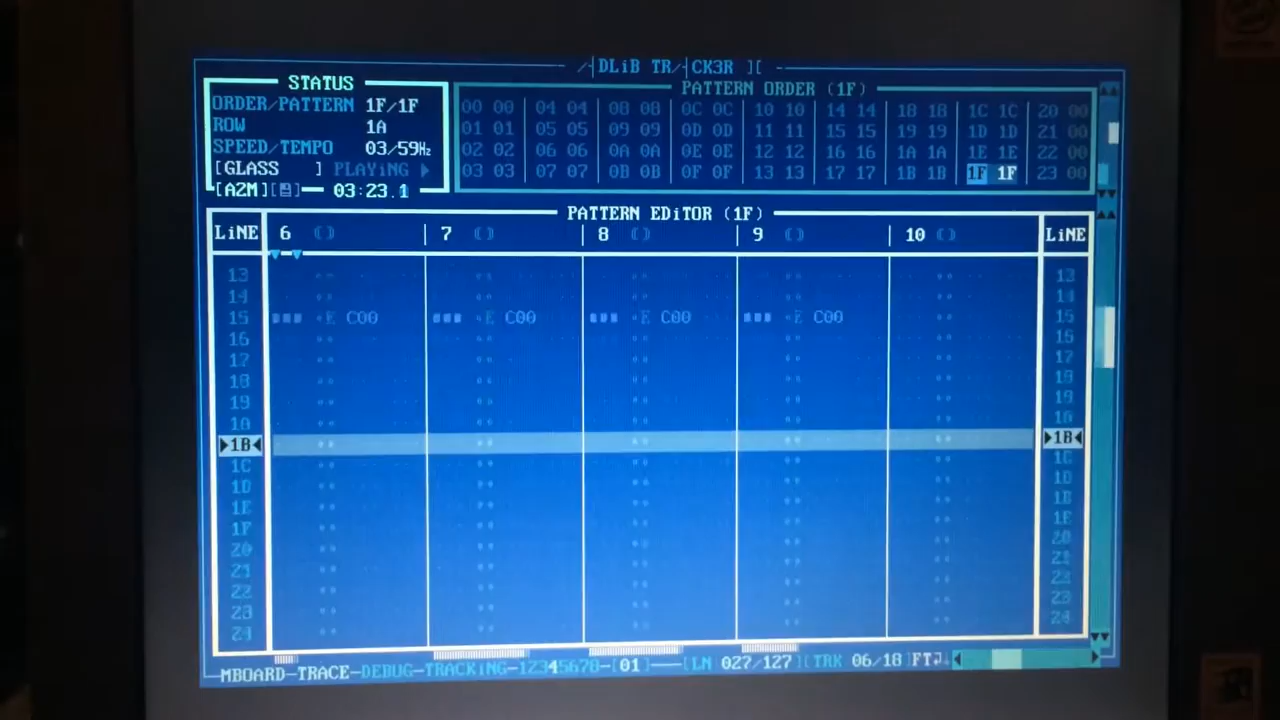 /┤DLiB TR/┤CK3R ][
STATUS
PATTERN ORDER (1F)
ORDER/PATTERN 1F/1F
ROW 1A
SPEED/TEMPO 03/59Hz
[GLASS ] PLAYiNG
[A2M] 03:23.1
00 00 04 04 08 08 0C 0C 10 10 14 14 18 18 1C 1C 20 00
01 01 05 05 09 09 0D 0D 11 11 15 15 19 19 1D 1D 21 00
02 02 06 06 0A 0A 0E 0E 12 12 16 16 1A 1A 1E 1E 22 00
03 03 07 07 0B 0B 0F 0F 13 13 17 17 1B 1B 1F 1F 23 00
PATTERN EDiTOR (1F)
LiNE 6 () 7 () 8 () 9 () 10 () LiNE
13 13
14 14
15 E C00 E C00 E C00 E C00 15
16 16
17 17
18 18
19 19
1A 1A
1B 1B
1C 1C
1D 1D
1E 1E
1F 1F
20 20
21 21
22 22
23 23
24 24
MBOARD-TRACE-DEBUG-TRACKiNG-12345678-[01]-[LN 027/127][TRK 06/18]FT2